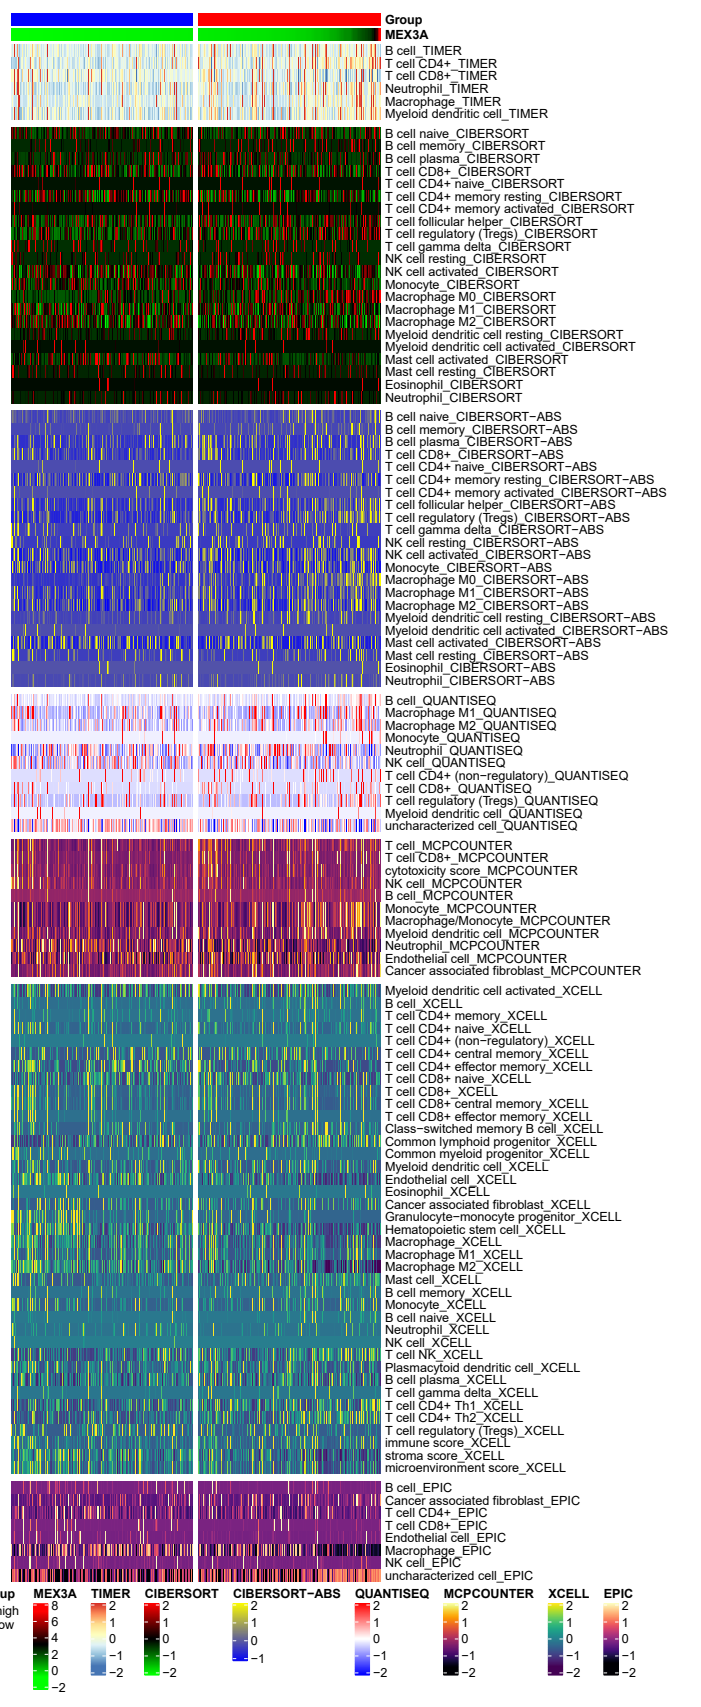 Group
MEX3A
B cell_TIMER
T cell CD4+_TIMER
T cell CD8+_TIMER
Neutrophil_TIMER
Macrophage_TIMER
Myeloid dendritic cell_TIMER
B cell naive_CIBERSORT
B cell memory_CIBERSORT
B cell plasma_CIBERSORT
T cell CD8+_CIBERSORT
T cell CD4+ naive_CIBERSORT
T cell CD4+ memory resting_CIBERSORT
T cell CD4+ memory activated_CIBERSORT
T cell follicular helper_CIBERSORT
T cell regulatory (Tregs)_CIBERSORT
T cell gamma delta_CIBERSORT
NK cell resting_CIBERSORT
NK cell activated_CIBERSORT
Monocyte_CIBERSORT
Macrophage M0_CIBERSORT
Macrophage M1_CIBERSORT
Macrophage M2_CIBERSORT
Myeloid dendritic cell resting_CIBERSORT
Myeloid dendritic cell activated_CIBERSORT
Mast cell activated_CIBERSORT
Mast cell resting_CIBERSORT
Eosinophil_CIBERSORT
Neutrophil_CIBERSORT
B cell naive_CIBERSORT−ABS
B cell memory_CIBERSORT−ABS
B cell plasma_CIBERSORT−ABS
T cell CD8+_CIBERSORT−ABS
T cell CD4+ naive_CIBERSORT−ABS
T cell CD4+ memory resting_CIBERSORT−ABS
T cell CD4+ memory activated_CIBERSORT−ABS
T cell follicular helper_CIBERSORT−ABS
T cell regulatory (Tregs)_CIBERSORT−ABS
T cell gamma delta_CIBERSORT−ABS
NK cell resting_CIBERSORT−ABS
NK cell activated_CIBERSORT−ABS
Monocyte_CIBERSORT−ABS
Macrophage M0_CIBERSORT−ABS
Macrophage M1_CIBERSORT−ABS
Macrophage M2_CIBERSORT−ABS
Myeloid dendritic cell resting_CIBERSORT−ABS
Myeloid dendritic cell activated_CIBERSORT−ABS
Mast cell activated_CIBERSORT−ABS
Mast cell resting_CIBERSORT−ABS
Eosinophil_CIBERSORT−ABS
Neutrophil_CIBERSORT−ABS
B cell_QUANTISEQ
Macrophage M1_QUANTISEQ
Macrophage M2_QUANTISEQ
Monocyte_QUANTISEQ
Neutrophil_QUANTISEQ
NK cell_QUANTISEQ
T cell CD4+ (non−regulatory)_QUANTISEQ
T cell CD8+_QUANTISEQ
T cell regulatory (Tregs)_QUANTISEQ
Myeloid dendritic cell_QUANTISEQ
uncharacterized cell_QUANTISEQ
T cell_MCPCOUNTER
T cell CD8+_MCPCOUNTER
cytotoxicity score_MCPCOUNTER
NK cell_MCPCOUNTER
B cell_MCPCOUNTER
Monocyte_MCPCOUNTER
Macrophage/Monocyte_MCPCOUNTER
Myeloid dendritic cell_MCPCOUNTER
Neutrophil_MCPCOUNTER
Endothelial cell_MCPCOUNTER
Cancer associated fibroblast_MCPCOUNTER
Myeloid dendritic cell activated_XCELL
B cell_XCELL
T cell CD4+ memory_XCELL
T cell CD4+ naive_XCELL
T cell CD4+ (non−regulatory)_XCELL
T cell CD4+ central memory_XCELL
T cell CD4+ effector memory_XCELL
T cell CD8+ naive_XCELL
T cell CD8+_XCELL
T cell CD8+ central memory_XCELL
T cell CD8+ effector memory_XCELL
Class−switched memory B cell_XCELL
Common lymphoid progenitor_XCELL
Common myeloid progenitor_XCELL
Myeloid dendritic cell_XCELL
Endothelial cell_XCELL
Eosinophil_XCELL
Cancer associated fibroblast_XCELL
Granulocyte−monocyte progenitor_XCELL
Hematopoietic stem cell_XCELL
Macrophage_XCELL
Macrophage M1_XCELL
Macrophage M2_XCELL
Mast cell_XCELL
B cell memory_XCELL
Monocyte_XCELL
B cell naive_XCELL
Neutrophil_XCELL
NK cell_XCELL
T cell NK_XCELL
Plasmacytoid dendritic cell_XCELL
B cell plasma_XCELL
T cell gamma delta_XCELL
T cell CD4+ Th1_XCELL
T cell CD4+ Th2_XCELL
T cell regulatory (Tregs)_XCELL
immune score_XCELL
stroma score_XCELL
microenvironment score_XCELL
B cell_EPIC
Cancer associated fibroblast_EPIC
T cell CD4+_EPIC
T cell CD8+_EPIC
Endothelial cell_EPIC
Macrophage_EPIC
NK cell_EPIC
uncharacterized cell_EPIC
up MEX3A TIMER CIBERSORT CIBERSORT−ABS QUANTISEQ MCPCOUNTER XCELL EPIC
high 8 2 2 2 2 2 2 2
ow 6 1 1 1 1 1 1 1
4 0 0 0 0 0 0 0
2 −1 −1 −1 −1 −1 −1 −1
0 −2 −2 −2 −2 −2 −2
−2